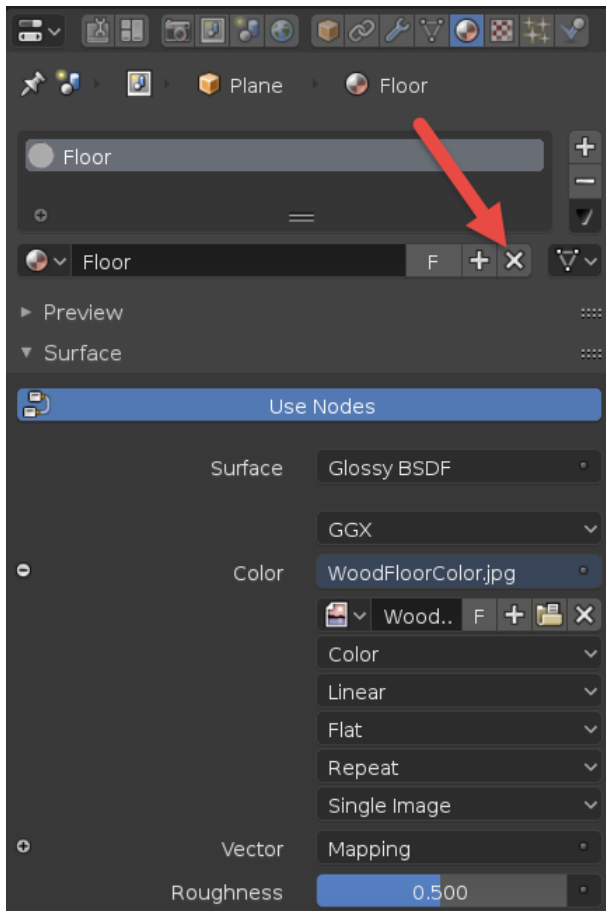 Plane Floor
Floor
Floor F
Preview
Surface
Use Nodes
Surface Glossy BSDF
GGX
Color WoodFloorColor.jpg
Wood.. F
Color
Linear
Flat
Repeat
Single Image
Vector Mapping
Roughness 0.500